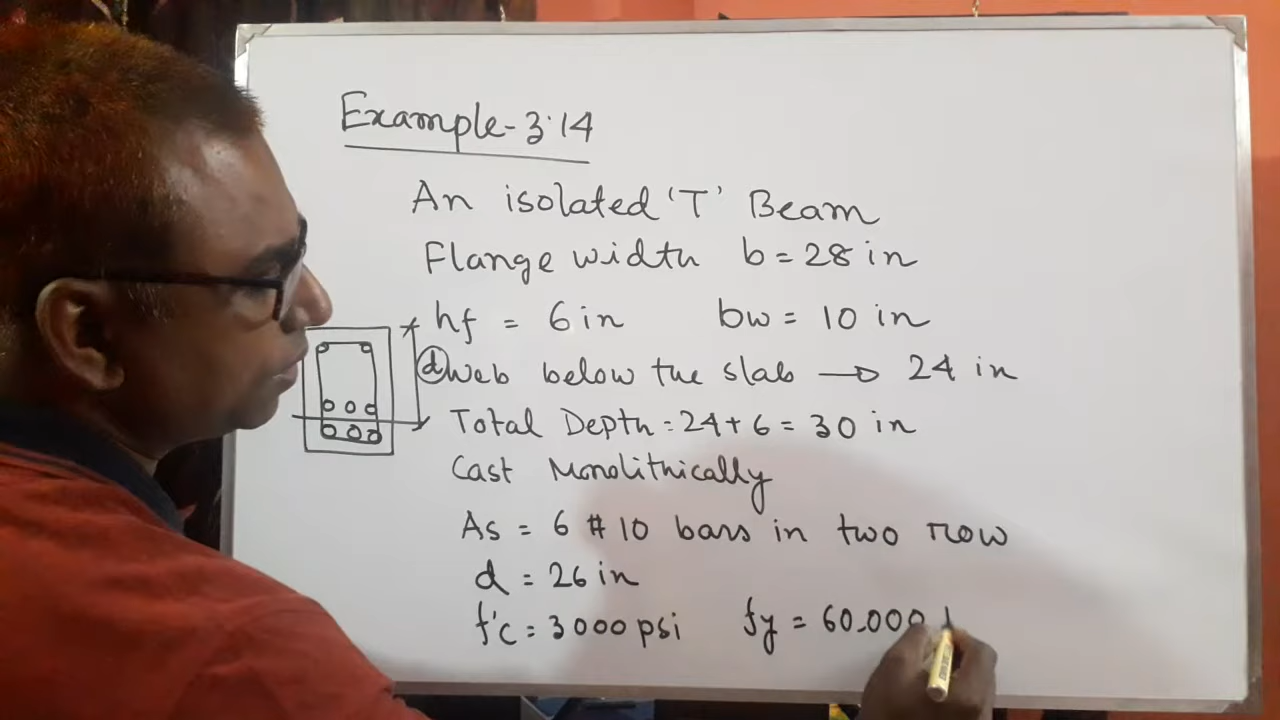 Example-3.14
An isolated 'T' Beam
Flange width b = 28 in
hf = 6 in bw = 10 in
d Web below the slab → 24 in
Total Depth = 24 + 6 = 30 in
Cast Monolithically
As = 6 # 10 bars in two row
d = 26 in
f'c = 3000 psi fy = 60.000